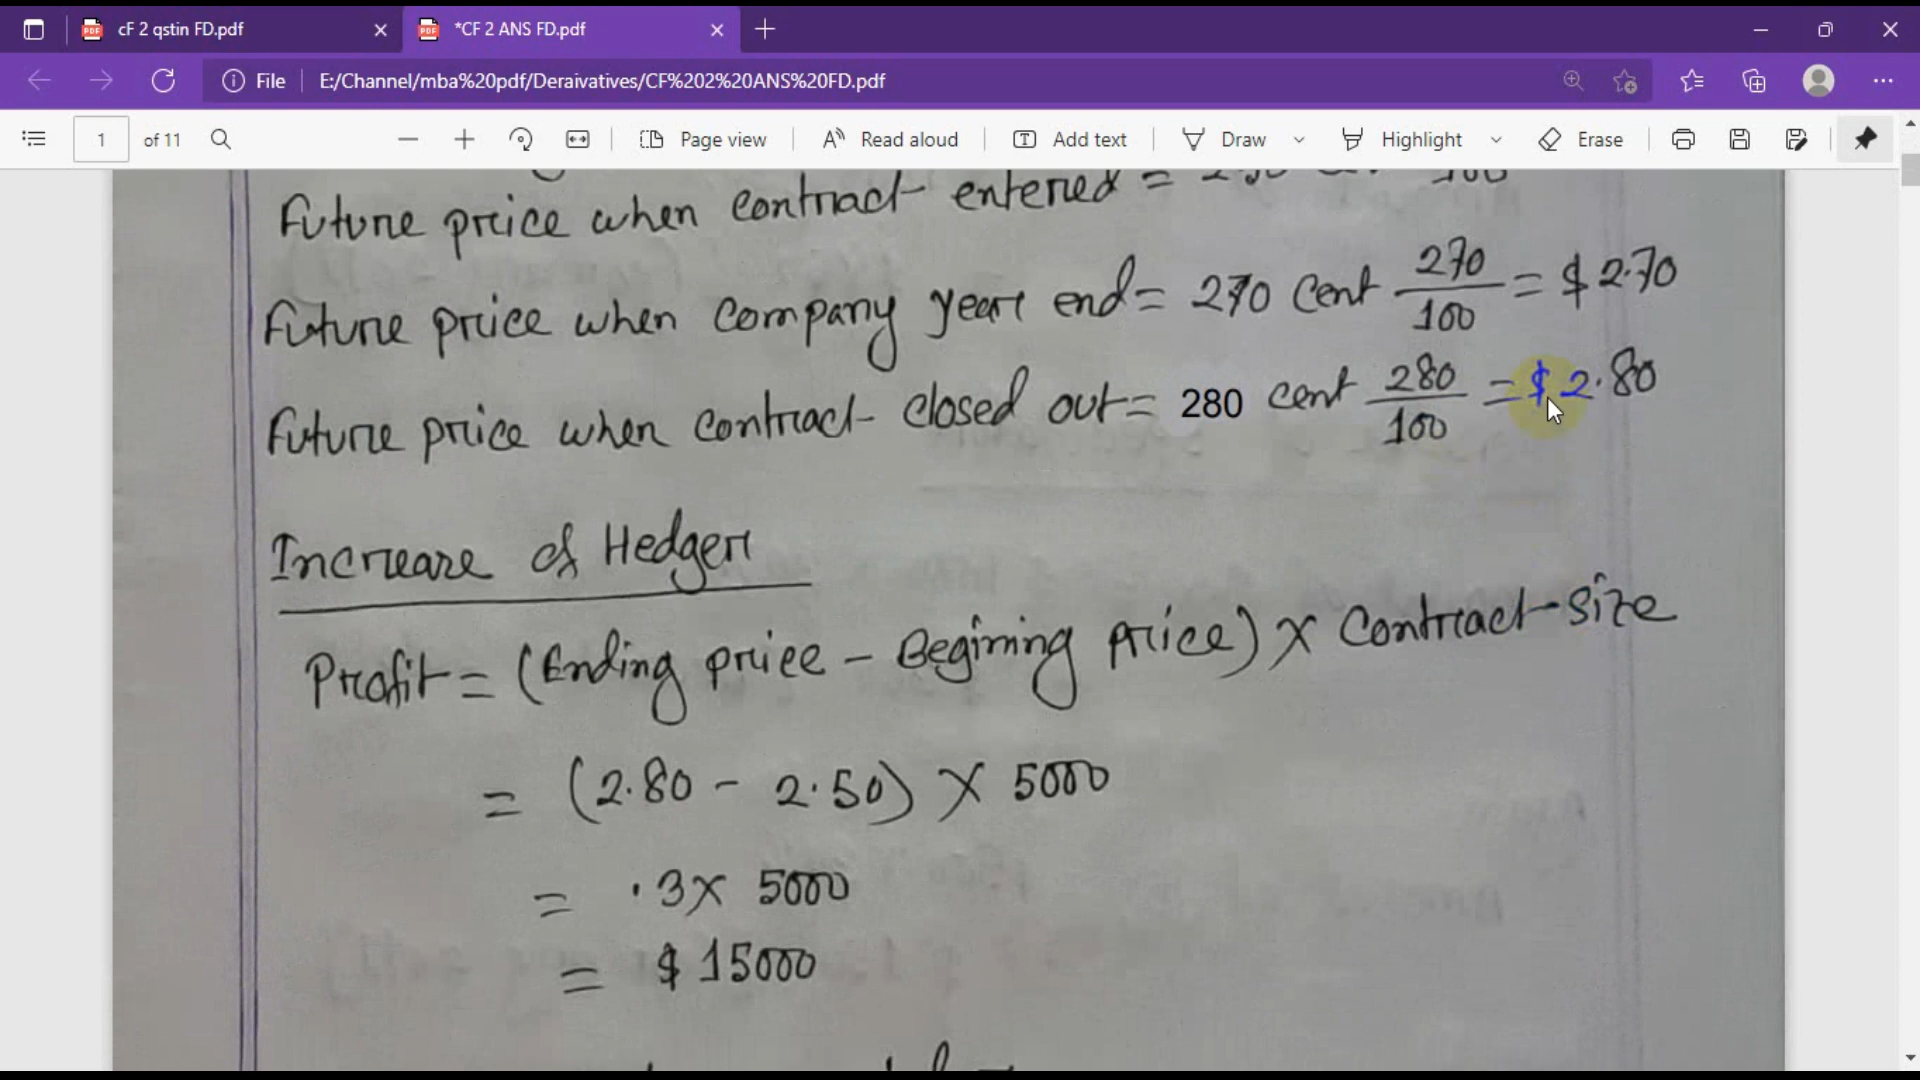 cF 2 qstin FD.pdf
*CF 2 ANS FD.pdf
File
E:/Channel/mba%20pdf/Deraivatives/CF%202%20ANS%20FD.pdf
1 of 11
Page view
Read aloud
Add text
Draw
Highlight
Erase
Future price when contract entered =
Future price when company year end = 270 cent 270/100 = $2.70
Future price when contract closed out = 280 cent 280/100 = $2.80
Increase of Hedger
Profit = (Ending price - Begining price) X Contract-size
= (2.80 - 2.50) X 5000
= .3 X 5000
= $15000